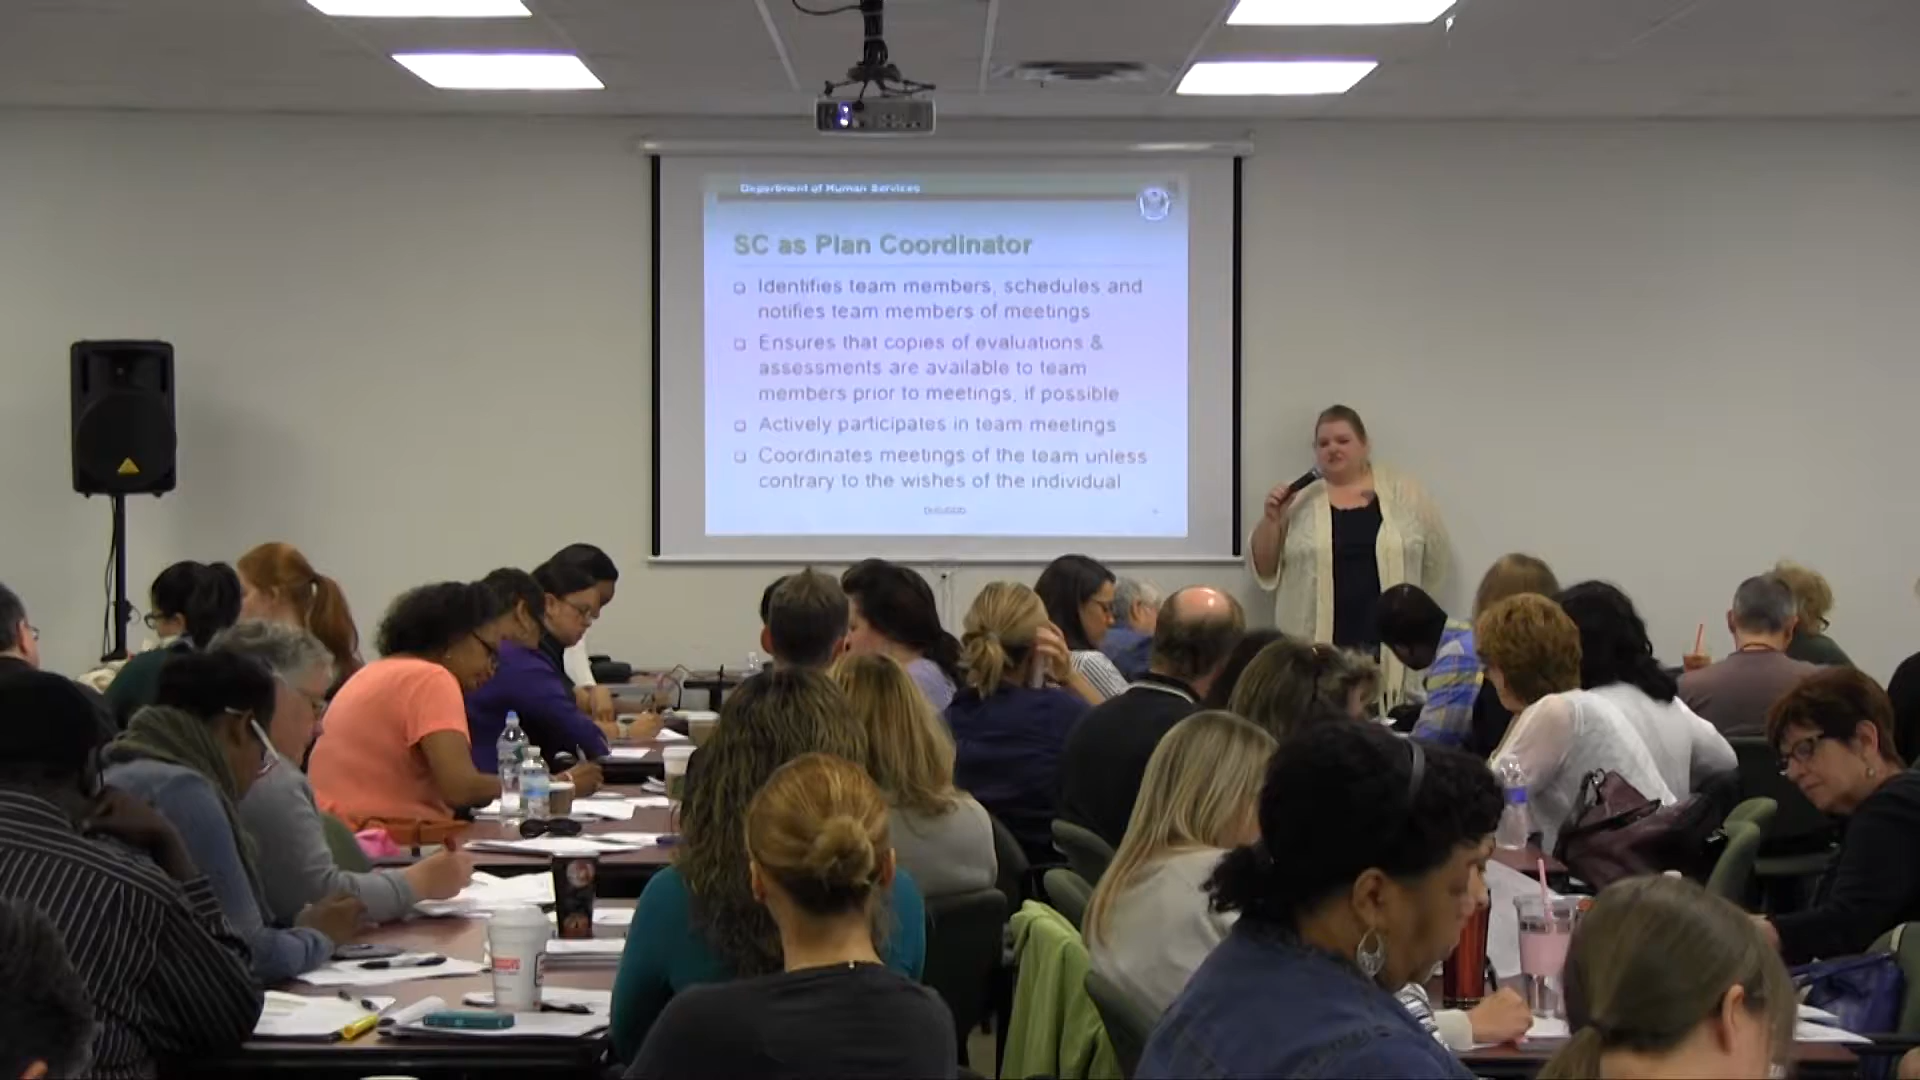 Department of Human Services
SC as Plan Coordinator
Identifies team members, schedules and
notifies team members of meetings
Ensures that copies of evaluations &
assessments are available to team
members prior to meetings, if possible
Actively participates in team meetings
Coordinates meetings of the team unless
contrary to the wishes of the individual